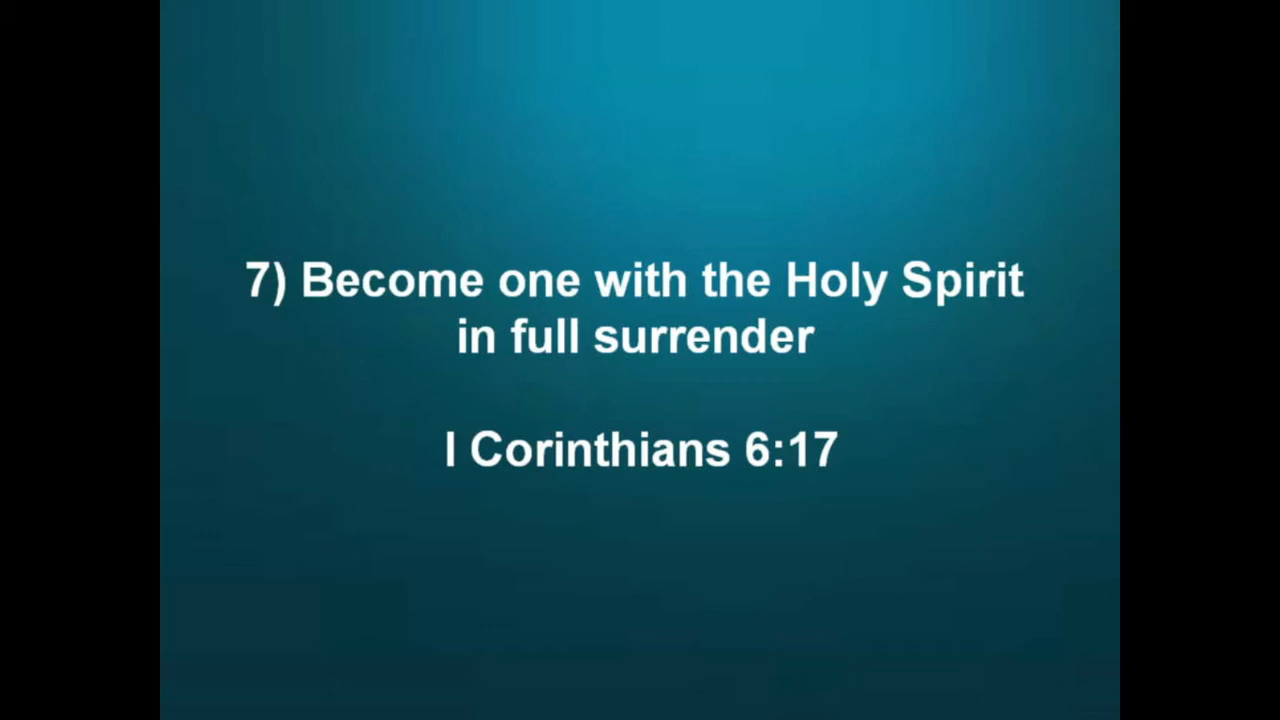 7) Become one with the Holy Spirit
in full surrender
I Corinthians 6:17